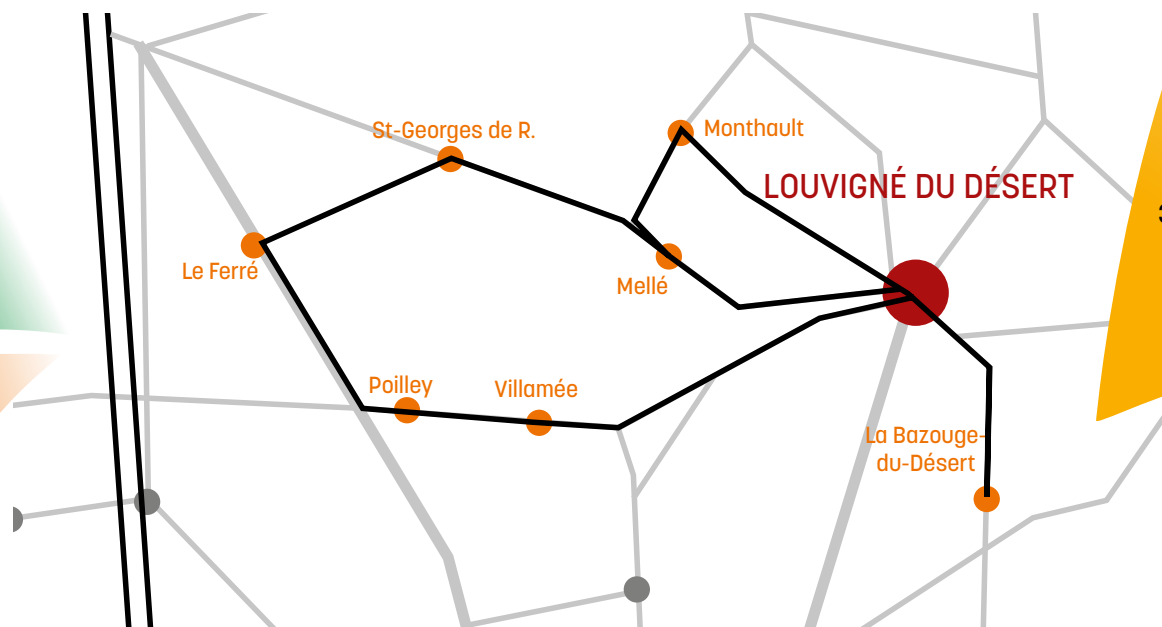 St-Georges de R.
Monthault
LOUVIGNÉ DU DÉSERT
Le Ferré
Mellé
Poilley
Villamée
La Bazouge-
du-Désert